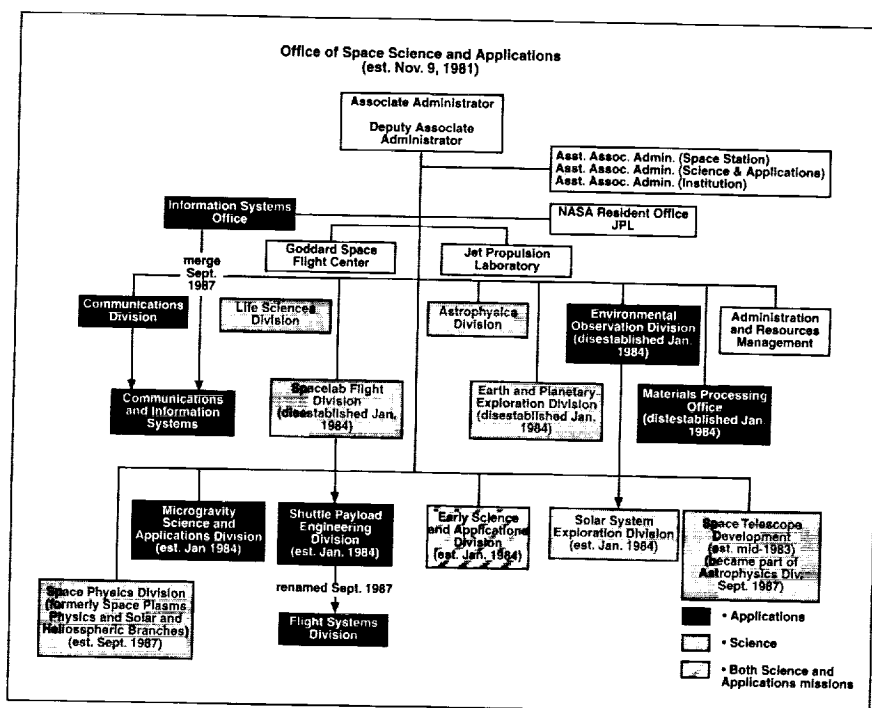 Office of Space Science and Applications
(est. Nov. 9, 1981)
Associate Administrator
Deputy Associate
Administrator
Asst. Assoc. Admin. (Space Station)
Asst. Assoc. Admin. (Science & Applications)
Asst. Assoc. Admin. (Institution)
Information Systems
Office
NASA Resident Office
JPL
merge
Sept.
1987
Goddard Space
Flight Center
Jet Propulsion
Laboratory
Communications
Division
Life Sciences
Division
Astrophysics
Division
Environmental
Observation Division
(disestablished Jan.
1984)
Administration
and Resources
Management
Communications
and Information
Systems
Spacelab Flight
Division
(disestablished Jan.
1984)
Earth and Planetary
Exploration Division
(disestablished Jan.
1984)
Materials Processing
Office
(distestablished Jan.
1984)
Microgravity
Science and
Applications Division
(est. Jan 1984)
Shuttle Payload
Engineering
Division
(est. Jan. 1984)
Early Science
and Applications
Division
(est. Jan. 1984)
Solar System
Exploration Division
(est. Jan. 1984)
Space Telescope
Development
(est. mid-1983)
(became part of
Astrophysics Div,
Sept. 1987)
Space Physics Division
(formerly Space Plasma
Physics and Solar and
Heliosspheric Branches)
(est. Sept. 1987)
renamed Sept. 1987
Flight Systems
Division
• Applications
• Science
• Both Science and
Applications missions